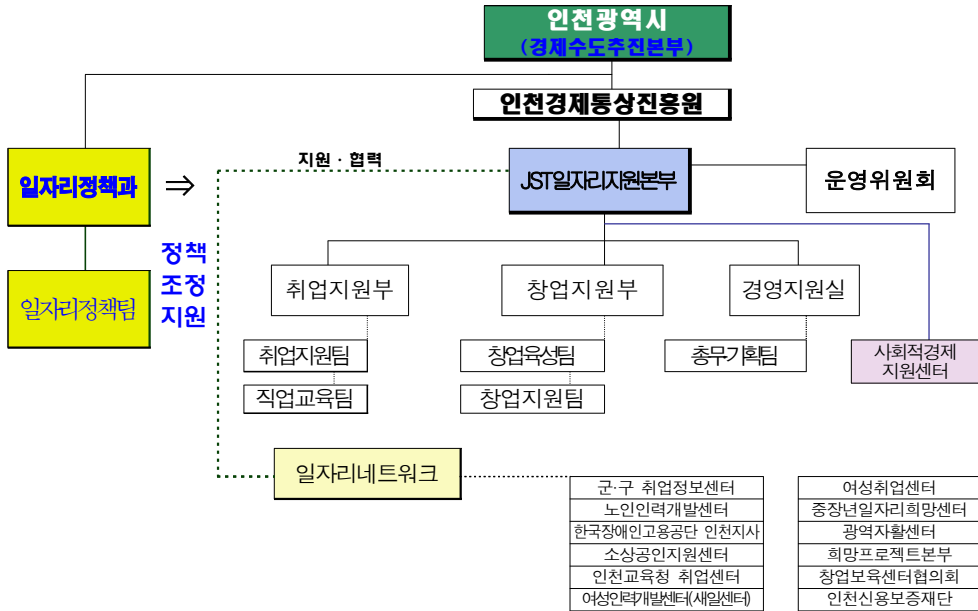 인천광역시
(경제수도추진본부)
인천경제통상진흥원
지원 · 협력
일자리정책과
⇒
JST일자리지원본부
운영위원회
정책
조정
지원
일자리정책팀
취업지원부
창업지원부
경영지원실
취업지원팀
창업육성팀
총무기획팀
사회적경제
지원센터
직업교육팀
창업지원팀
일자리네트워크
군·구 취업정보센터
노인인력개발센터
한국장애인고용공단 인천지사
소상공인지원센터
인천교육청 취업센터
여성인력개발센터(새일센터)
여성취업센터
중장년일자리희망센터
광역자활센터
희망프로젝트본부
창업보육센터협의회
인천신용보증재단